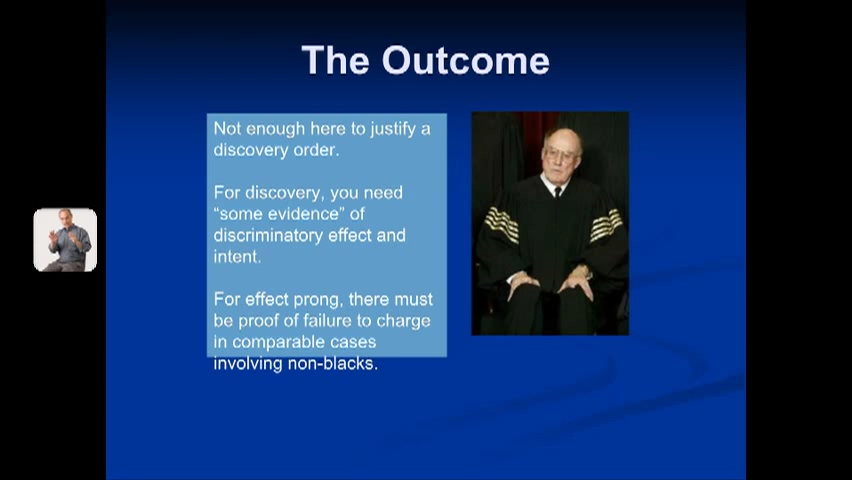 The Outcome
Not enough here to justify a
discovery order.
For discovery, you need
“some evidence” of
discriminatory effect and
intent.
For effect prong, there must
be proof of failure to charge
in comparable cases
involving non-blacks.